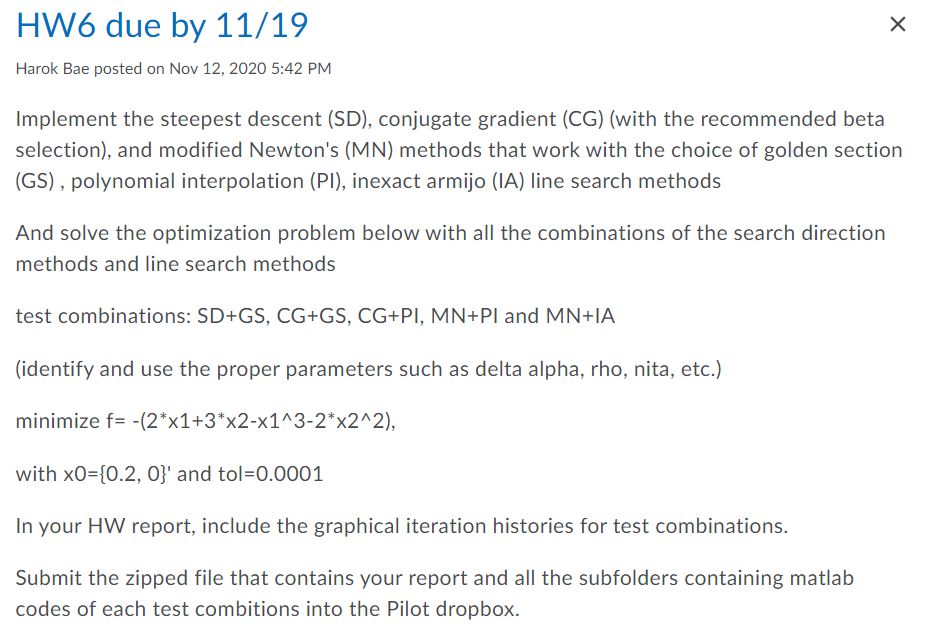 HW6 due by 11/19
×
Harok Bae posted on Nov 12, 2020 5:42 PM
Implement the steepest descent (SD), conjugate gradient (CG) (with the recommended beta
selection), and modified Newton's (MN) methods that work with the choice of golden section
(GS) , polynomial interpolation (PI), inexact armijo (IA) line search methods
And solve the optimization problem below with all the combinations of the search direction
methods and line search methods
test combinations: SD+GS, CG+GS, CG+PI, MN+PI and MN+IA
(identify and use the proper parameters such as delta alpha, rho, nita, etc.)
minimize f= -(2*x1+3*x2-x1^3-2*x2^2),
with x0={0.2, 0}' and tol=0.0001
In your HW report, include the graphical iteration histories for test combinations.
Submit the zipped file that contains your report and all the subfolders containing matlab
codes of each test combitions into the Pilot dropbox.